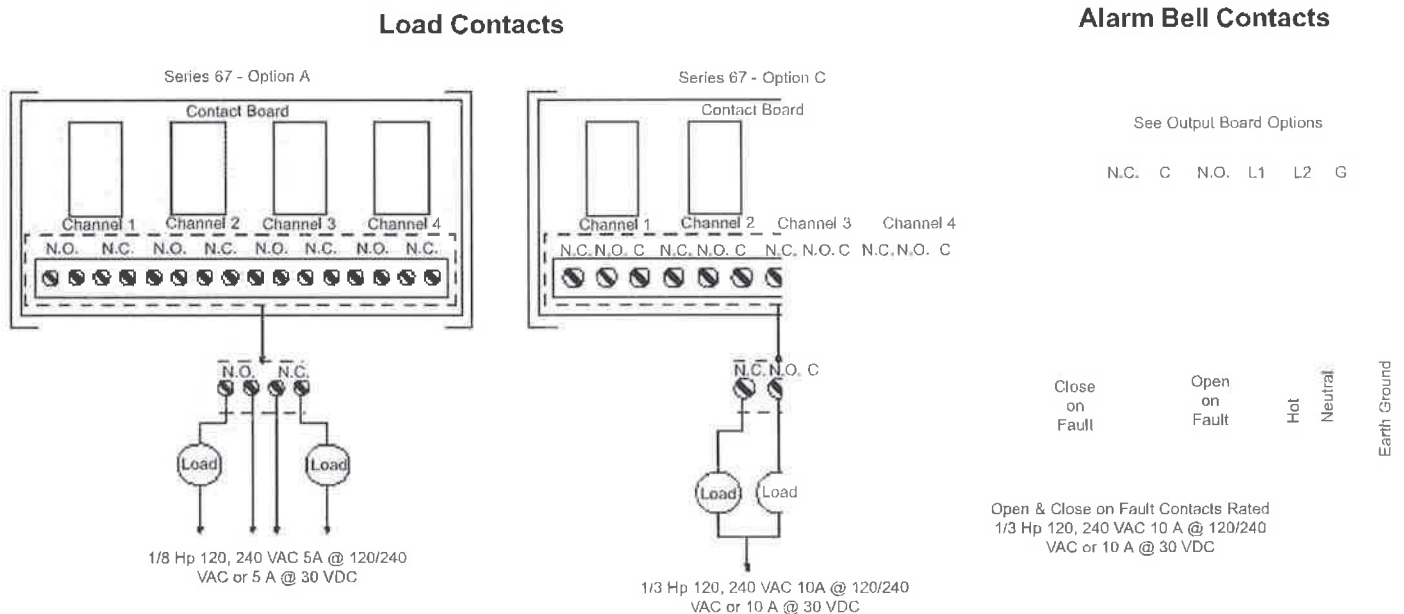 Load Contacts
Alarm Bell Contacts
Series 67 - Option A
Contact Board
Channel 1 Channel 2 Channel 3 Channel 4
N.O. N.C. N.O. N.C. N.O. N.C. N.O. N.C.
N.O. N.C.
Load Load
1/8 Hp 120, 240 VAC 5A @ 120/240
VAC or 5 A @ 30 VDC
Series 67 - Option C
Contact Board
Channel 1 Channel 2 Channel 3 Channel 4
N.C. N.O. C N.C. N.O. C N.C. N.O. C N.C. N.O. C
N.C. N.O. C
Load Load
1/3 Hp 120, 240 VAC 10A @ 120/240
VAC or 10 A @ 30 VDC
See Output Board Options
N.C. C N.O. L1 L2 G
Close
on
Fault
Open
on
Fault
Hot
Neutral
Earth Ground
Open & Close on Fault Contacts Rated
1/3 Hp 120, 240 VAC 10 A @ 120/240
VAC or 10 A @ 30 VDC